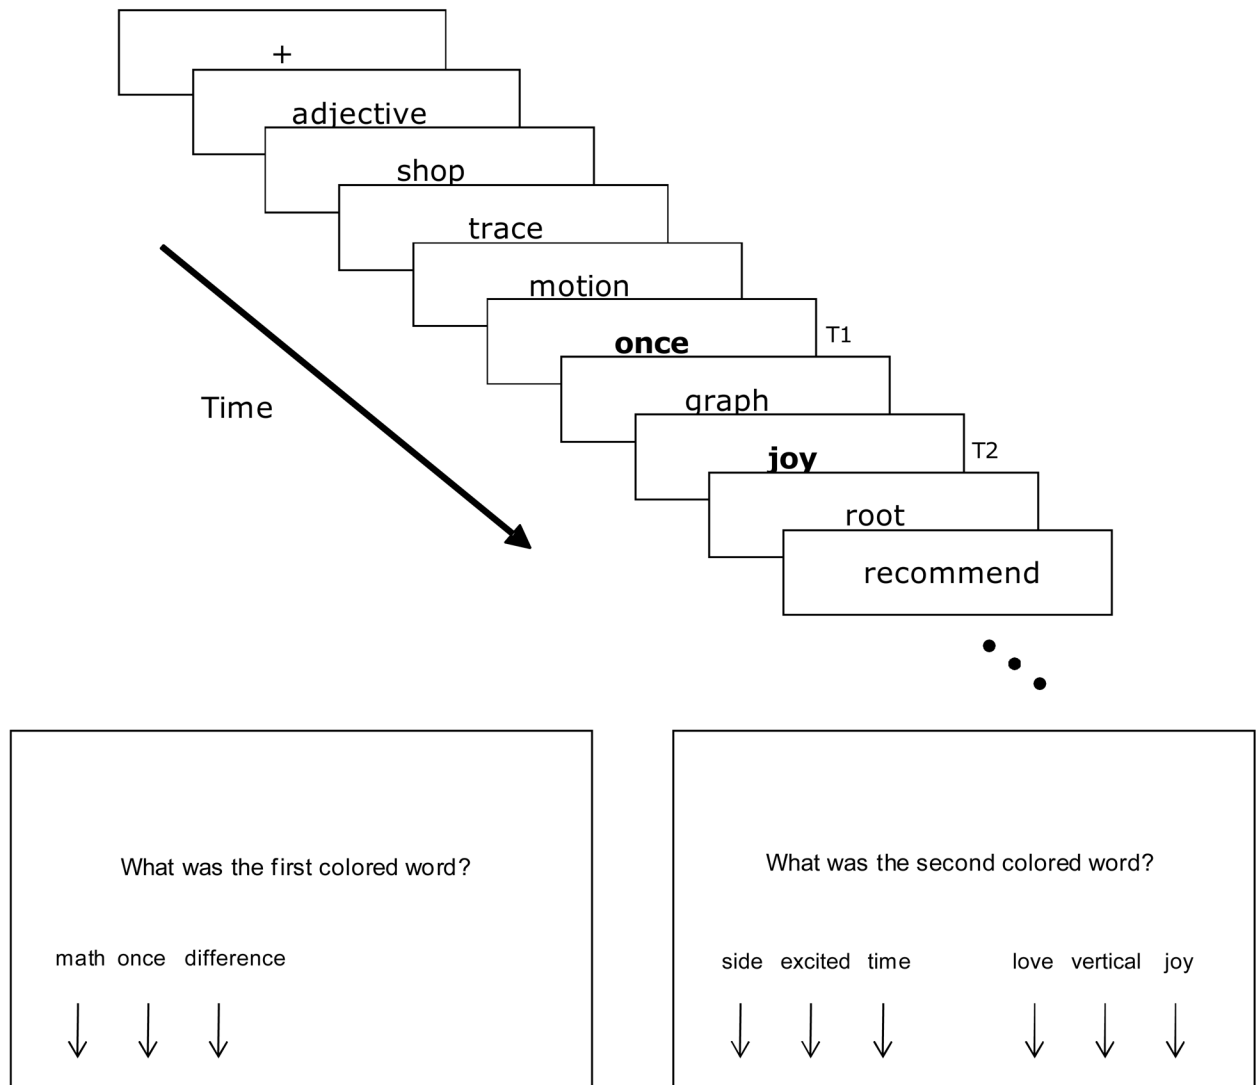 +
adjective
shop
trace
motion
once
T1
graph
Time
joy
T2
root
recommend
What was the first colored word?
math once difference
What was the second colored word?
side excited time love vertical joy